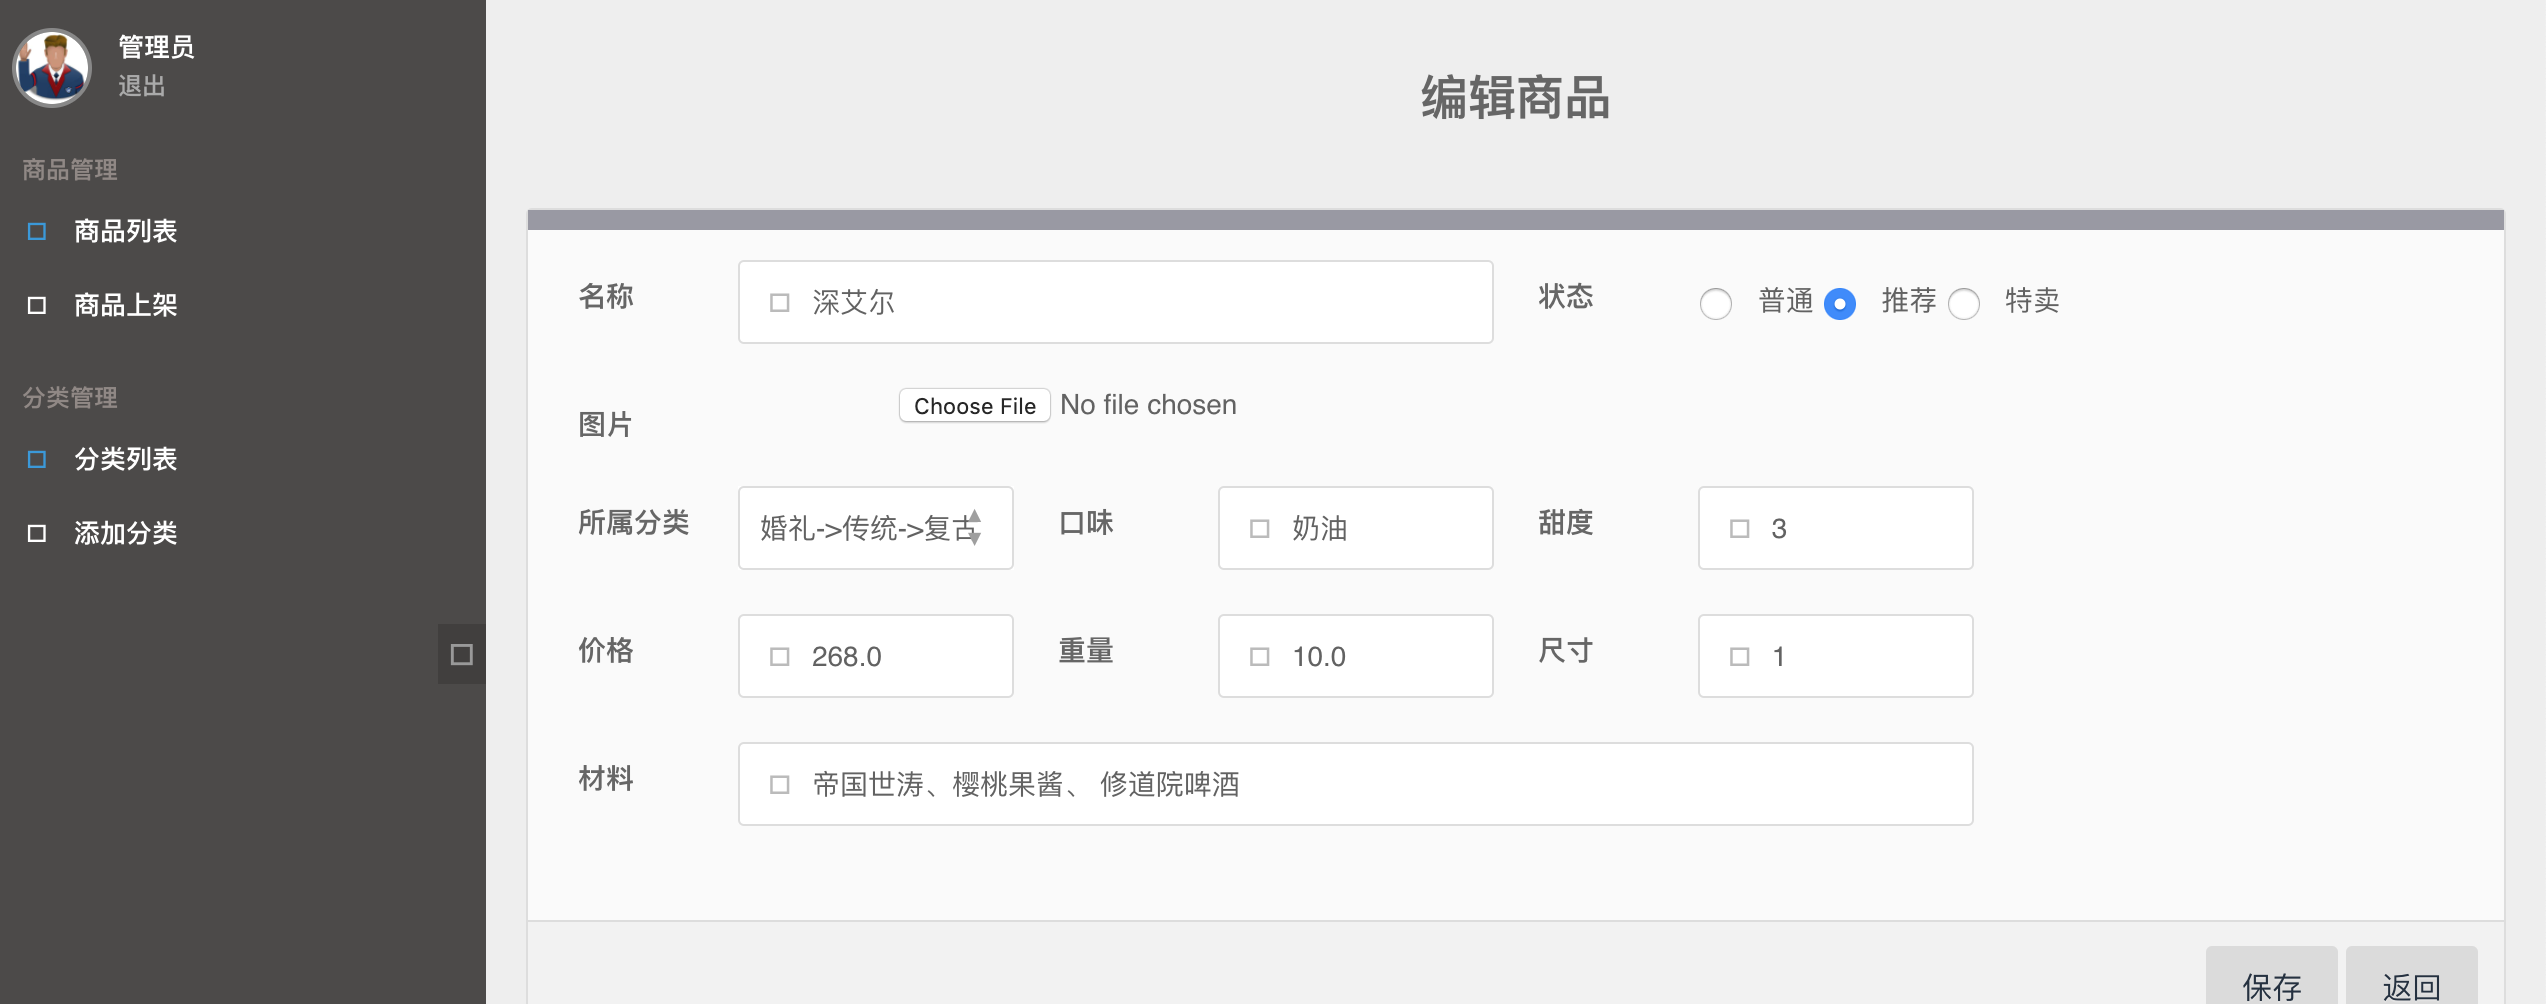 管理员
退出
商品管理
商品列表
商品上架
分类管理
分类列表
添加分类
编辑商品
名称 深艾尔 状态 普通 推荐 特卖
图片 Choose File No file chosen
所属分类 婚礼->传统->复古 口味 奶油 甜度 3
价格 268.0 重量 10.0 尺寸 1
材料 帝国世涛、樱桃果酱、 修道院啤酒
保存 返回